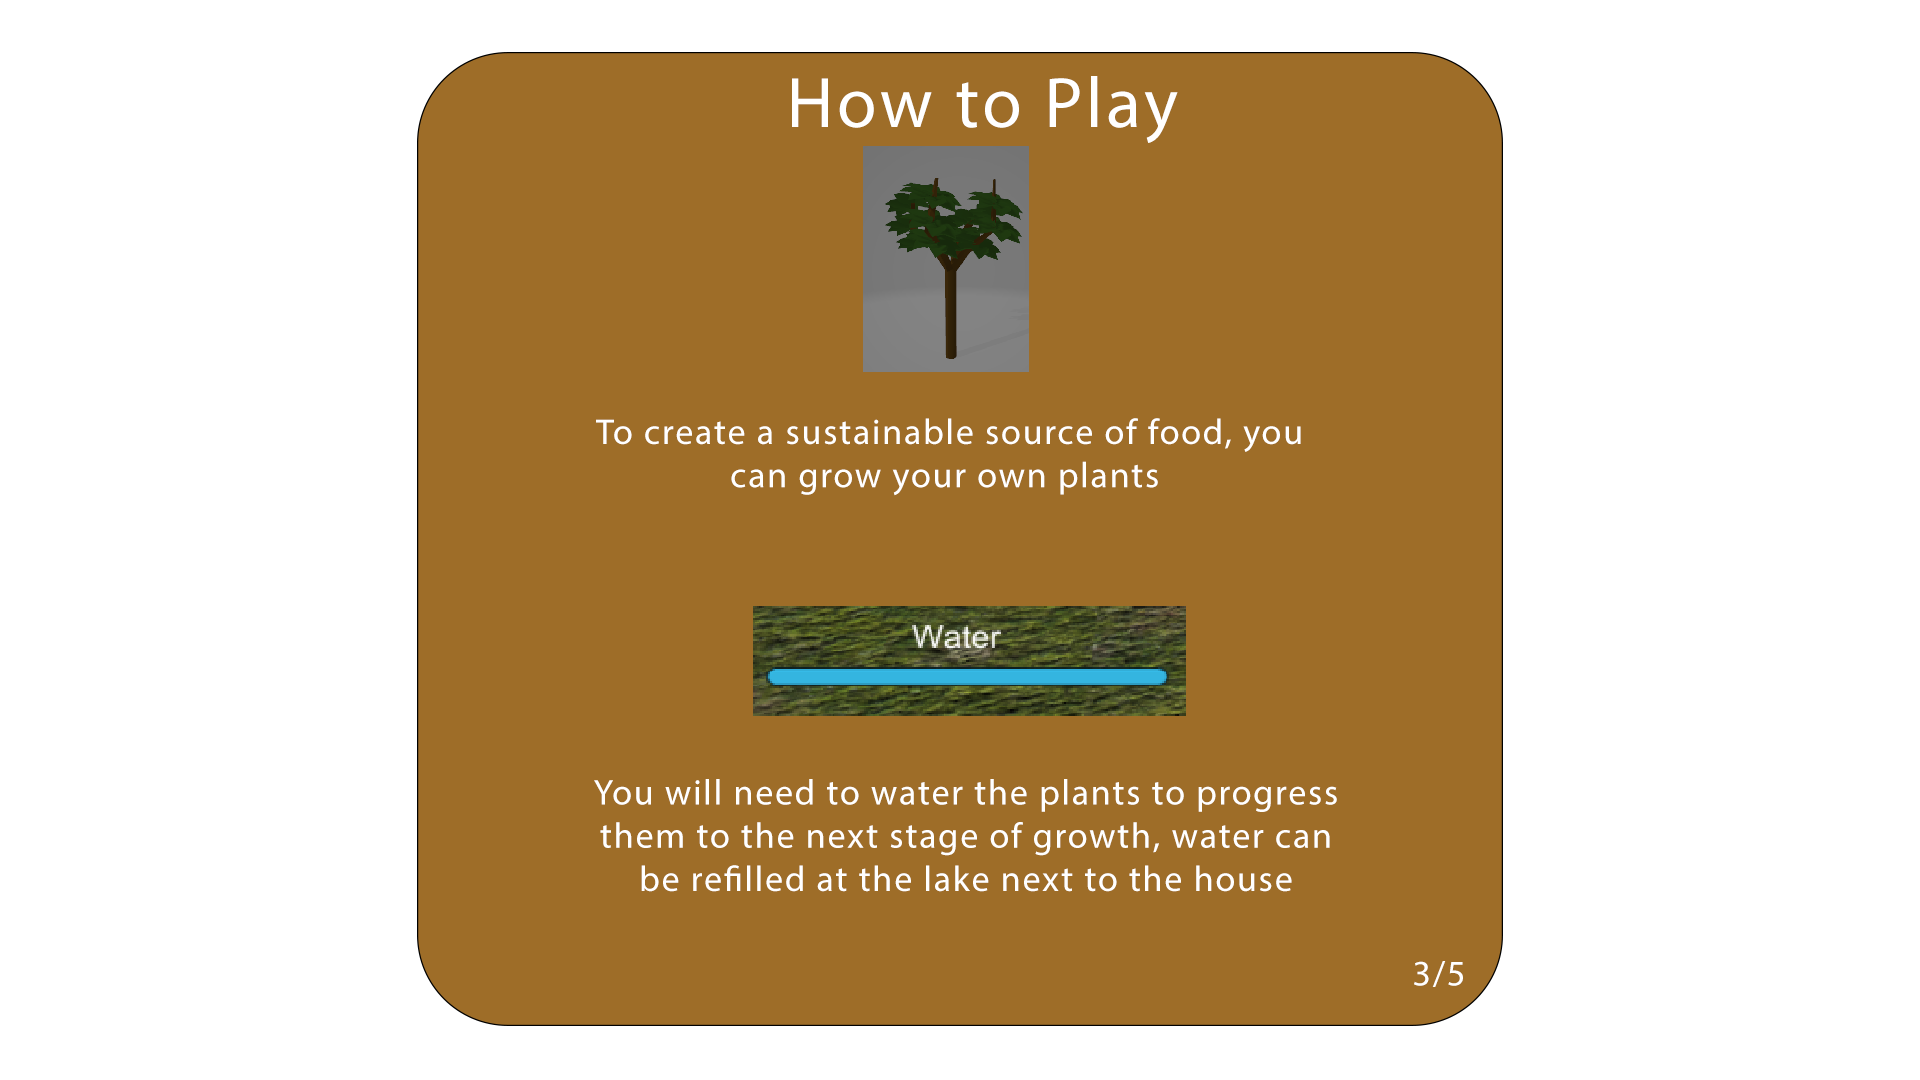 How to Play
To create a sustainable source of food, you
can grow your own plants
Water
You will need to water the plants to progress
them to the next stage of growth, water can
be refilled at the lake next to the house
3/5